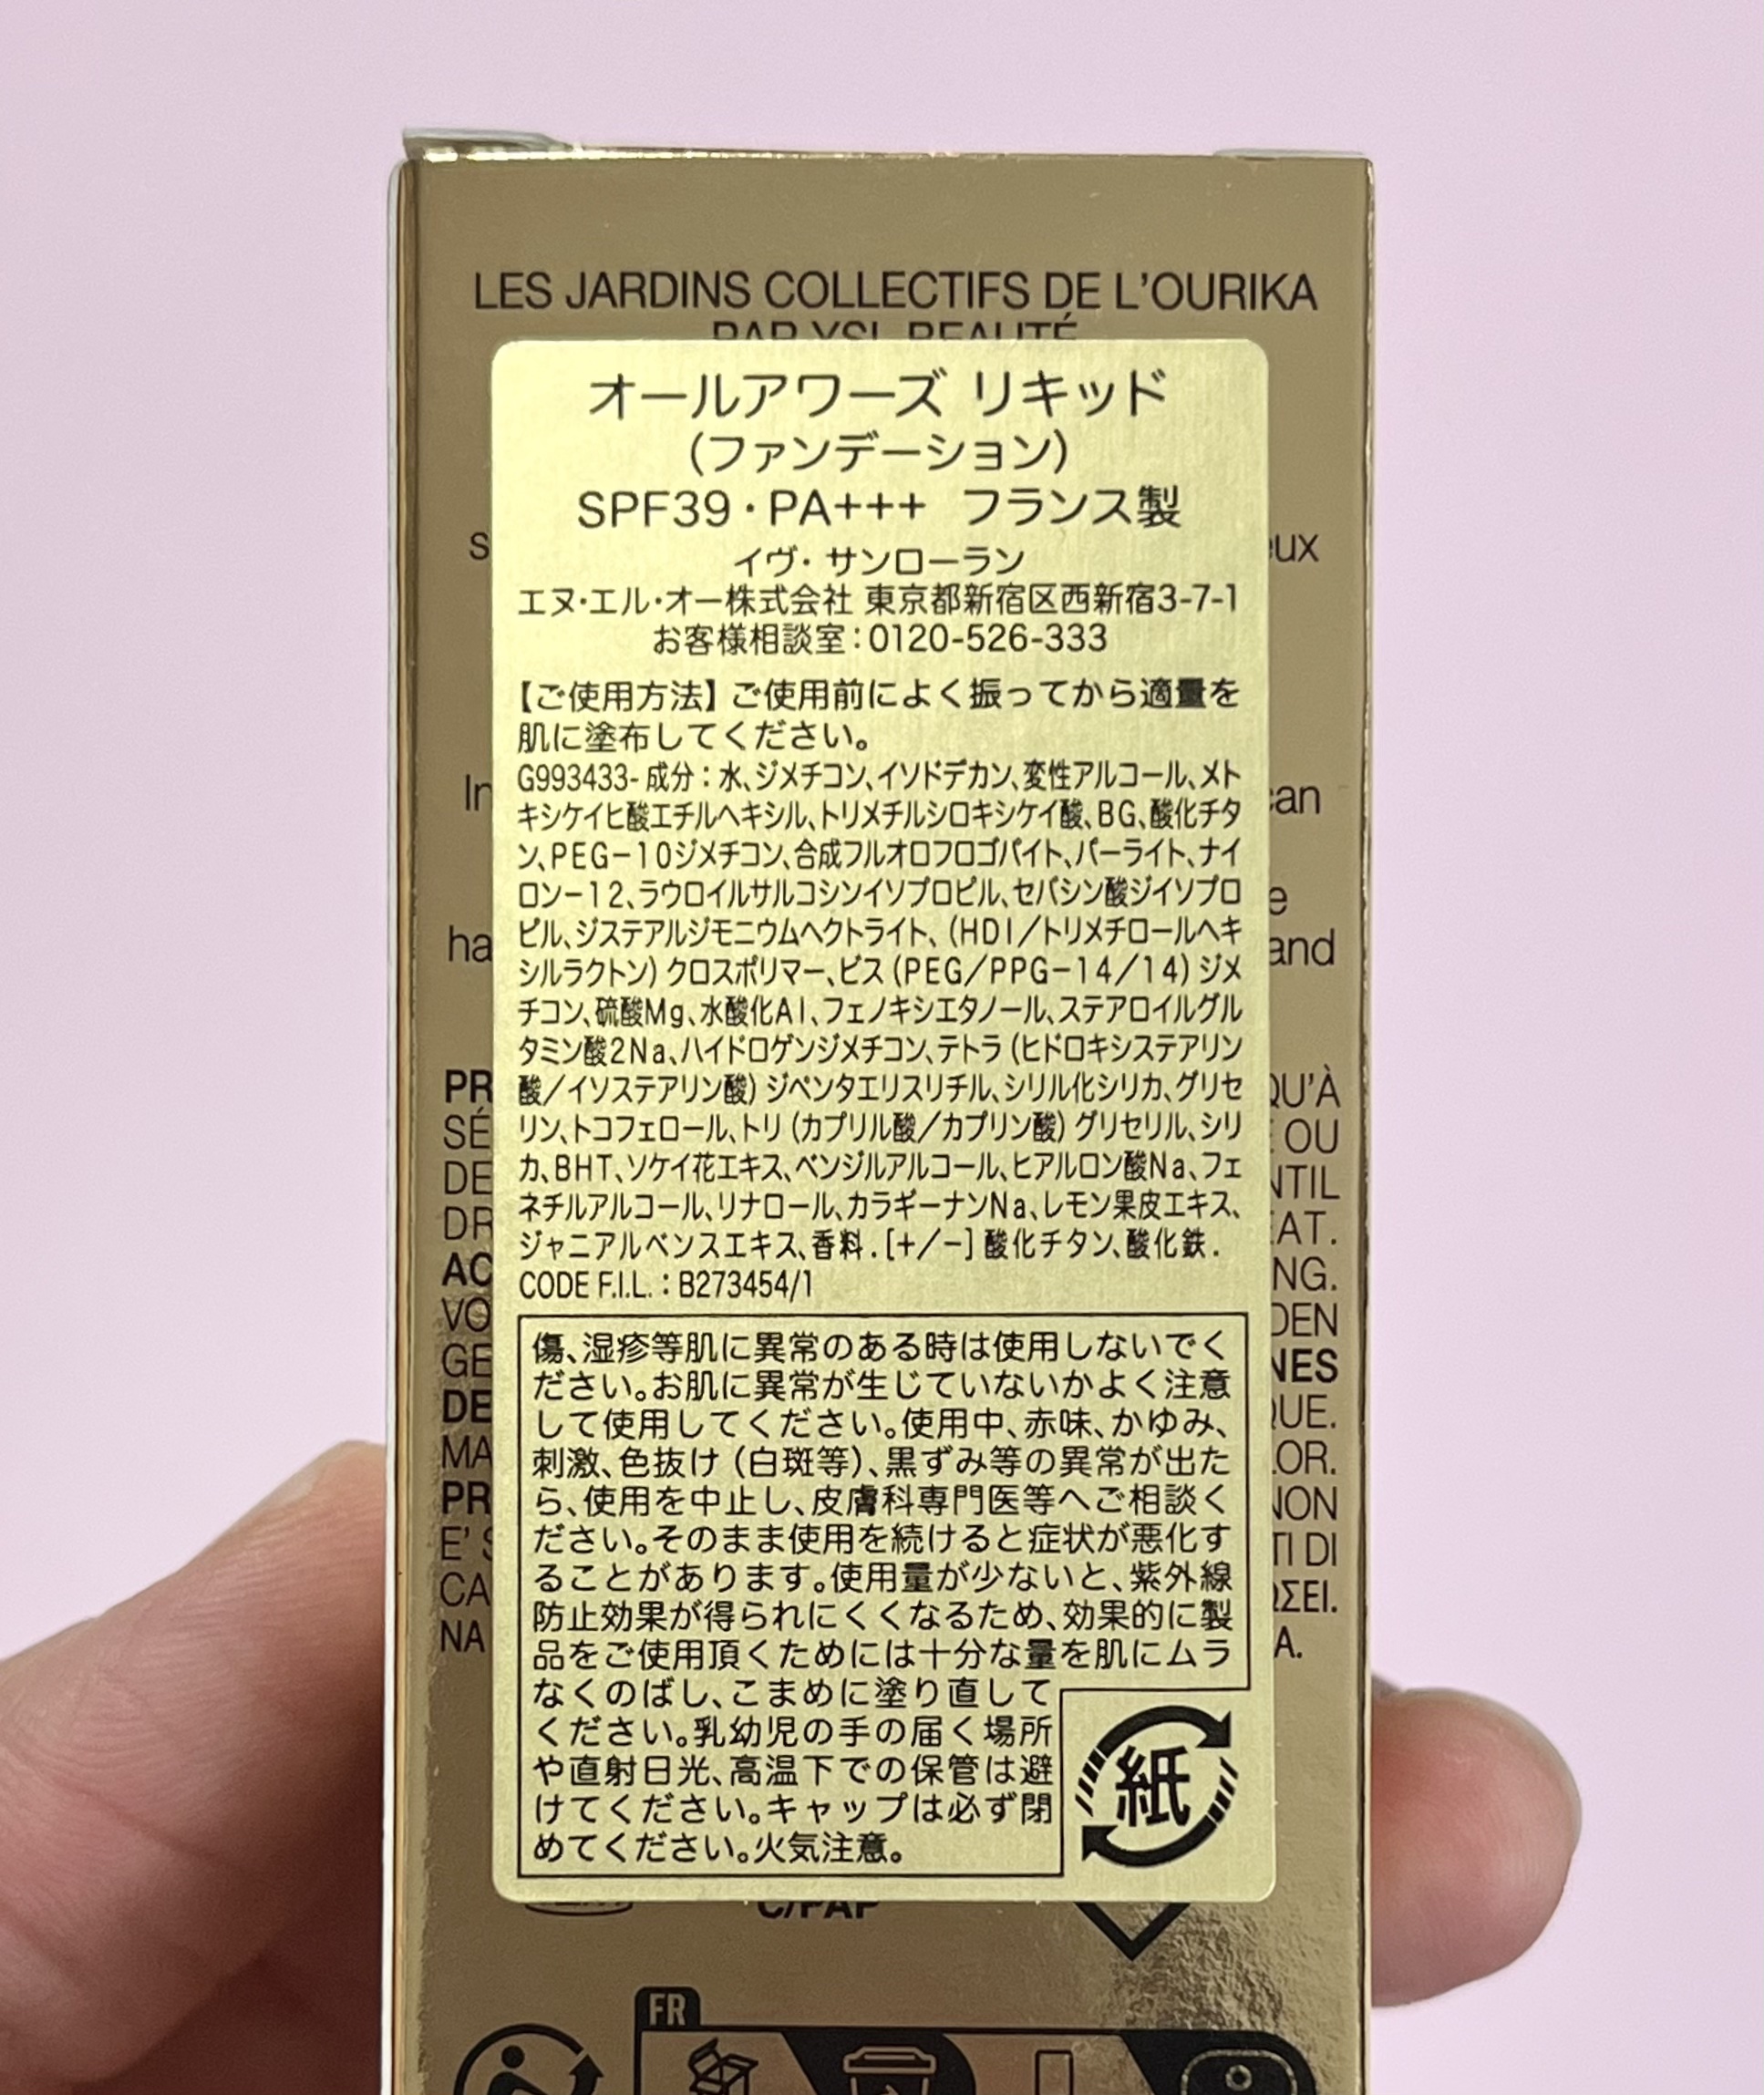 LES JARDINS COLLECTIFS DE L'OURIKA
PAR YSL BEAUTÉ
オールアワーズ リキッド
(ファンデーション)
SPF39・PA+++ フランス製
イヴ・サンローラン
エヌ・エル・オー株式会社 東京都新宿区西新宿3-7-1
お客様相談室：0120-526-333
【ご使用方法】ご使用前によく振ってから適量を
肌に塗布してください。
G993433- 成分：水、ジメチコン、イソドデカン、変性アルコール、メト
キシケイヒ酸エチルヘキシル、トリメチルシロキシケイ酸、BG、酸化チタ
ン、PEG－10ジメチコン、合成フルオロフロゴパイト、パーライト、ナイ
ロン－12、ラウロイルサルコシンイソプロピル、セバシン酸ジイソプロ
ピル、ジステアルジモニウムヘクトライト、(HDI／トリメチロールヘキ
シルラクトン) クロスポリマー、ビス (PEG/PPG－14/14) ジメ
チコン、硫酸Mg、水酸化Al、フェノキシエタノール、ステアロイルグル
タミン酸2Na、ハイドロゲンジメチコン、テトラ (ヒドロキシステアリン
酸／イソステアリン酸) ジペンタエリスリチル、シリル化シリカ、グリセ
リン、トコフェロール、トリ (カプリル酸／カプリン酸) グリセリル、シリ
カ、BHT、ソケイ花エキス、ベンジルアルコール、ヒアルロン酸Na、フェ
ネチルアルコール、リナロール、カラギーナンNa、レモン果皮エキス、
ジャニアルベンスエキス、香料．[＋／－] 酸化チタン、酸化鉄．
CODE F.I.L.：B273454/1
傷、湿疹等肌に異常のある時は使用しないでく
ださい。お肌に異常が生じていないかよく注意
して使用してください。使用中、赤味、かゆみ、
刺激、色抜け (白斑等)、黒ずみ等の異常が出た
ら、使用を中止し、皮膚科専門医等へご相談く
ださい。そのまま使用を続けると症状が悪化す
ることがあります。使用量が少ないと、紫外線
防止効果が得られにくくなるため、効果的に製
品をご使用頂くためには十分な量を肌にムラ
なくのばし、こまめに塗り直して
ください。乳幼児の手の届く場所
や直射日光、高温下での保管は避
けてください。キャップは必ず閉
めてください。火気注意。
紙
C/PAP
FR